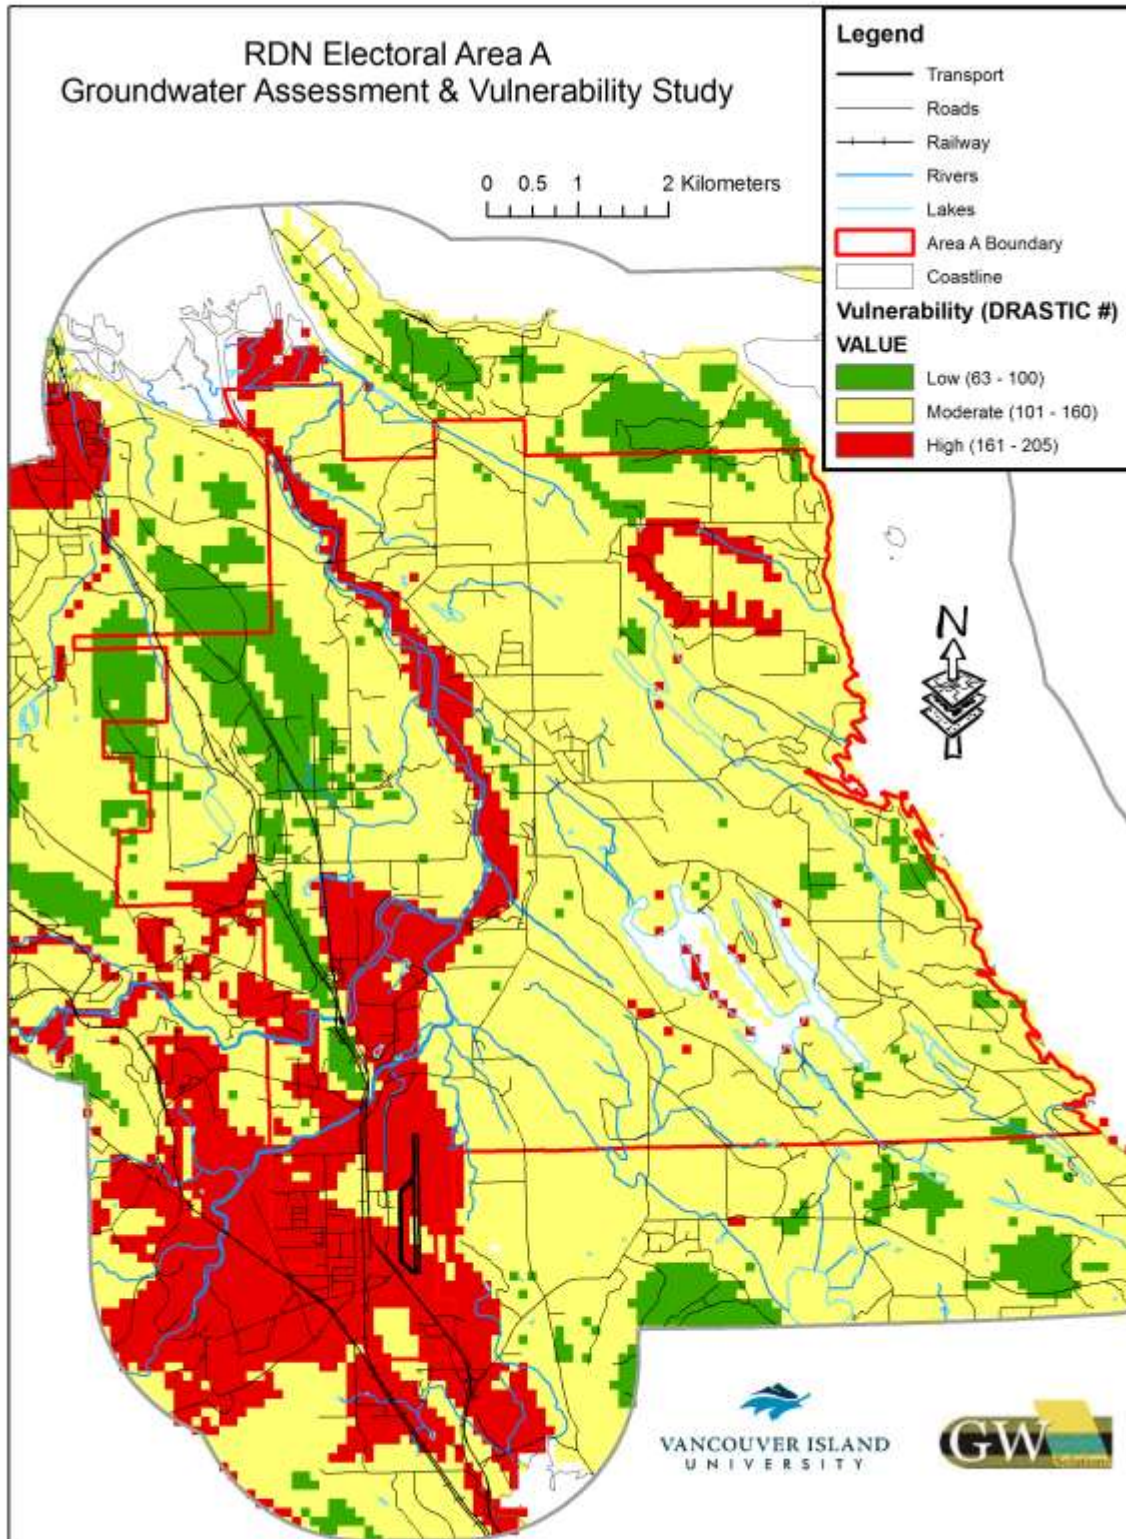 RDN Electoral Area A
Groundwater Assessment & Vulnerability Study
0 0.5 1 2 Kilometers
Legend
Transport
Roads
Railway
Rivers
Lakes
Area A Boundary
Coastline
Vulnerability (DRASTIC #)
VALUE
Low (63 - 100)
Moderate (101 - 160)
High (161 - 205)
N
VANCOUVER ISLAND
UNIVERSITY
GW
Solutions